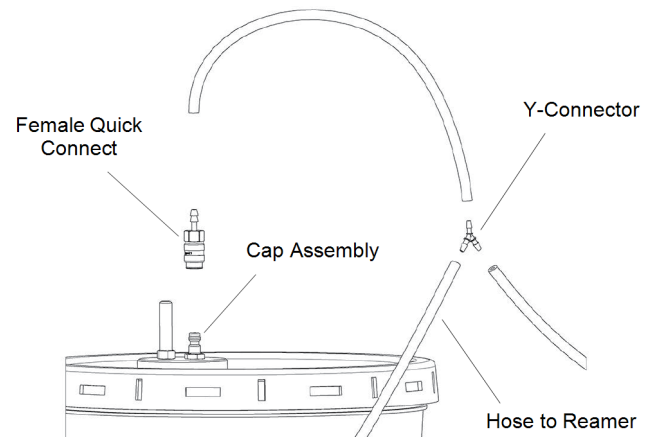 Y-Connector
Female Quick
Connect
Cap Assembly
Hose to Reamer